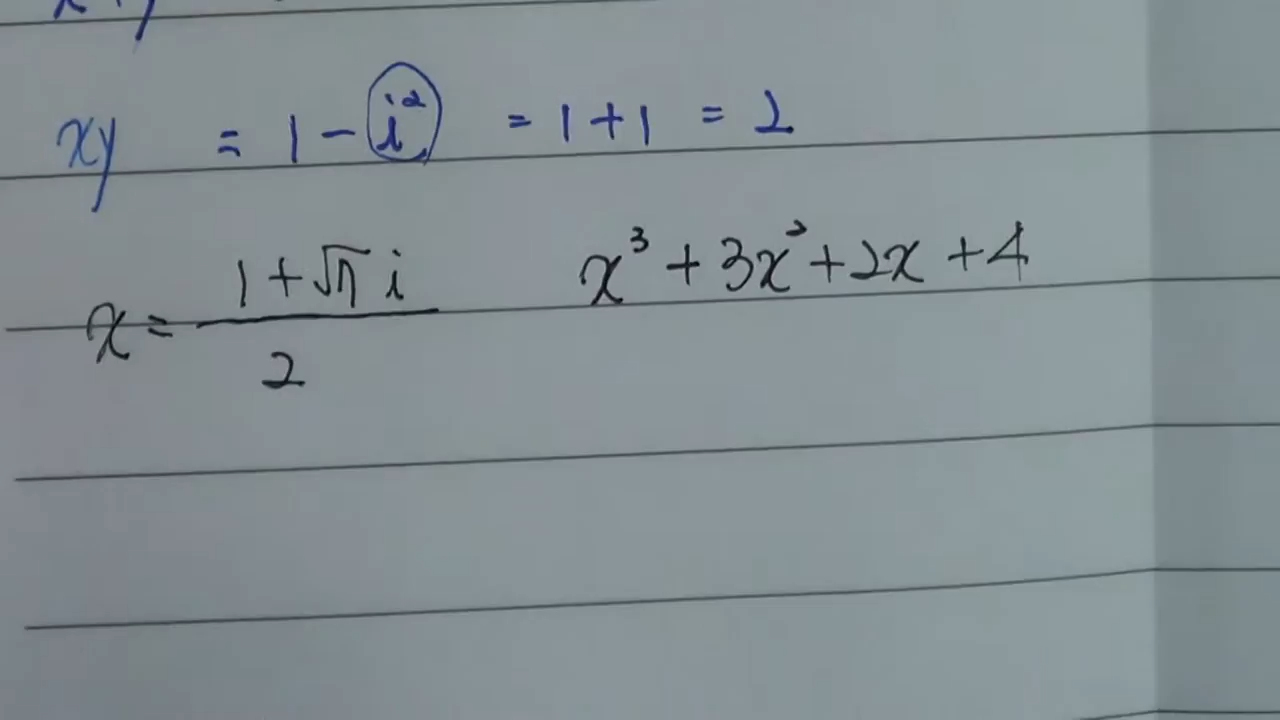 xy = 1 - i² = 1 + 1 = 2
x = (1 + √7 i) / 2    x³ + 3x² + 2x + 4